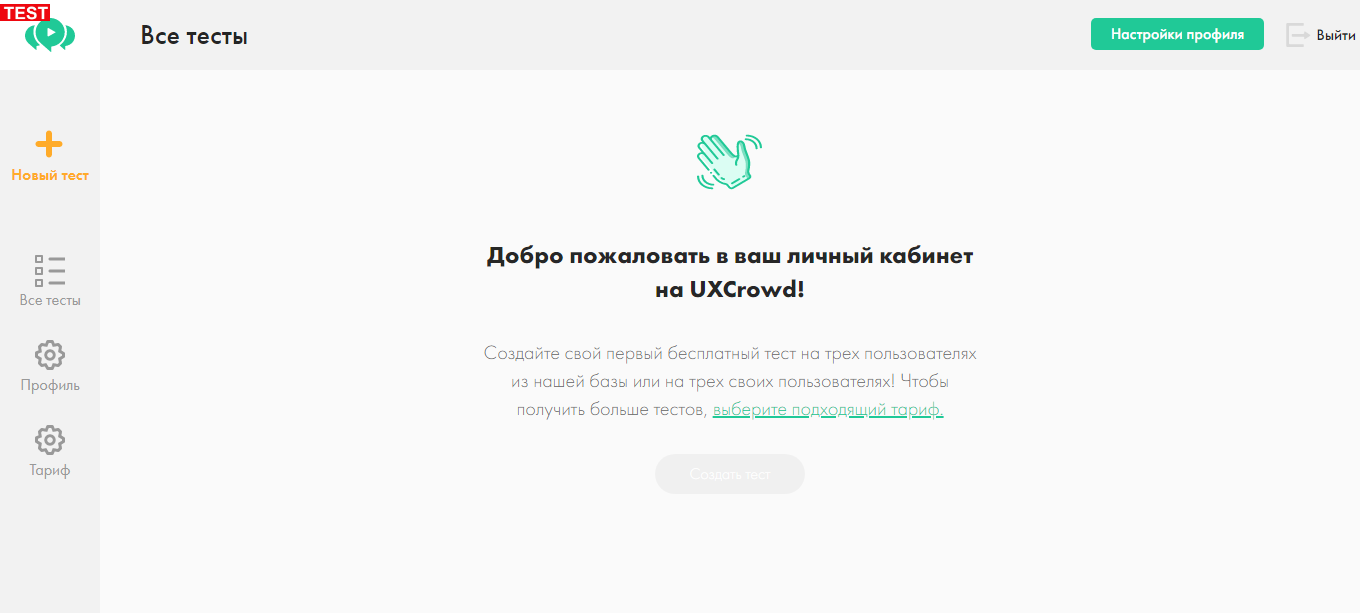 TEST
Все тесты
Настройки профиля
Выйти
Новый тест
Все тесты
Профиль
Тариф
Добро пожаловать в ваш личный кабинет
на UXCrowd!
Создайте свой первый бесплатный тест на трех пользователях
из нашей базы или на трех своих пользователях! Чтобы
получить больше тестов, выберите подходящий тариф.
Создать тест